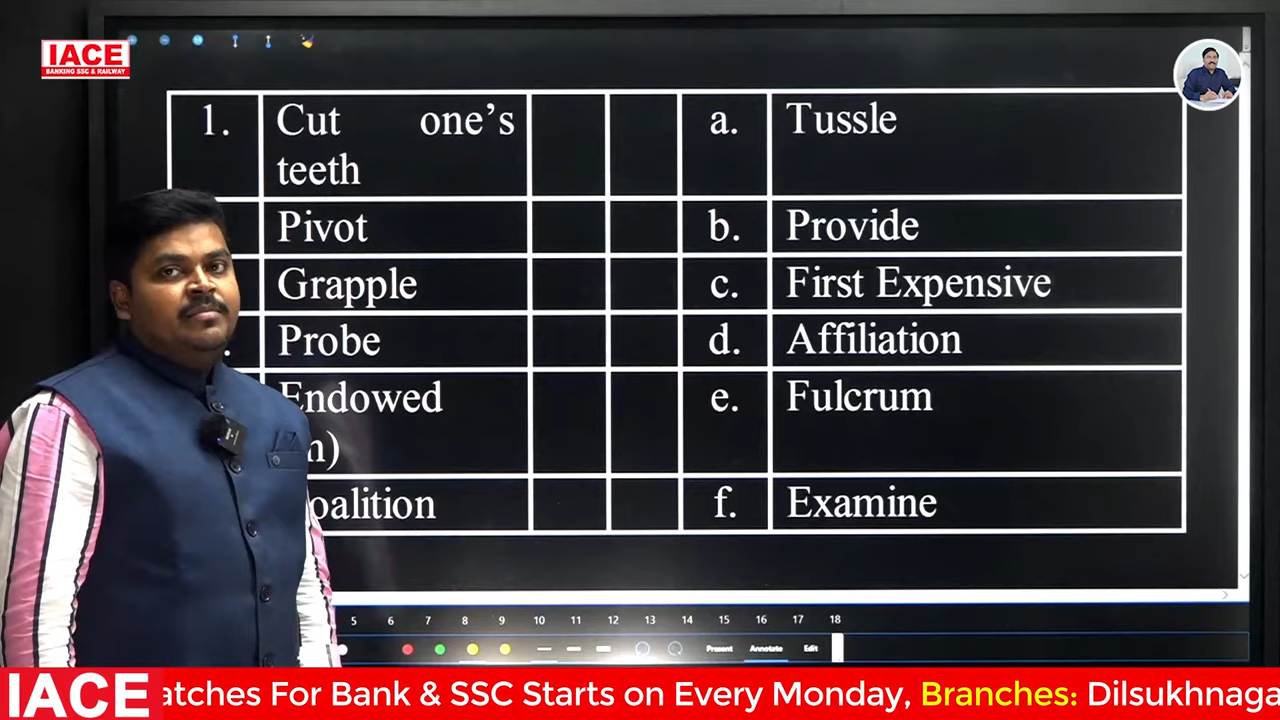 IACE
BANKING SSC & RAILWAY
1. Cut one's teeth a. Tussle
Pivot b. Provide
Grapple c. First Expensive
Probe d. Affiliation
Endowed e. Fulcrum
oalition f. Examine
5 6 7 8 9 10 11 12 13 14 15 16 17 18
Present Annotate Edit
IACE atches For Bank & SSC Starts on Every Monday, Branches: Dilsukhnaga